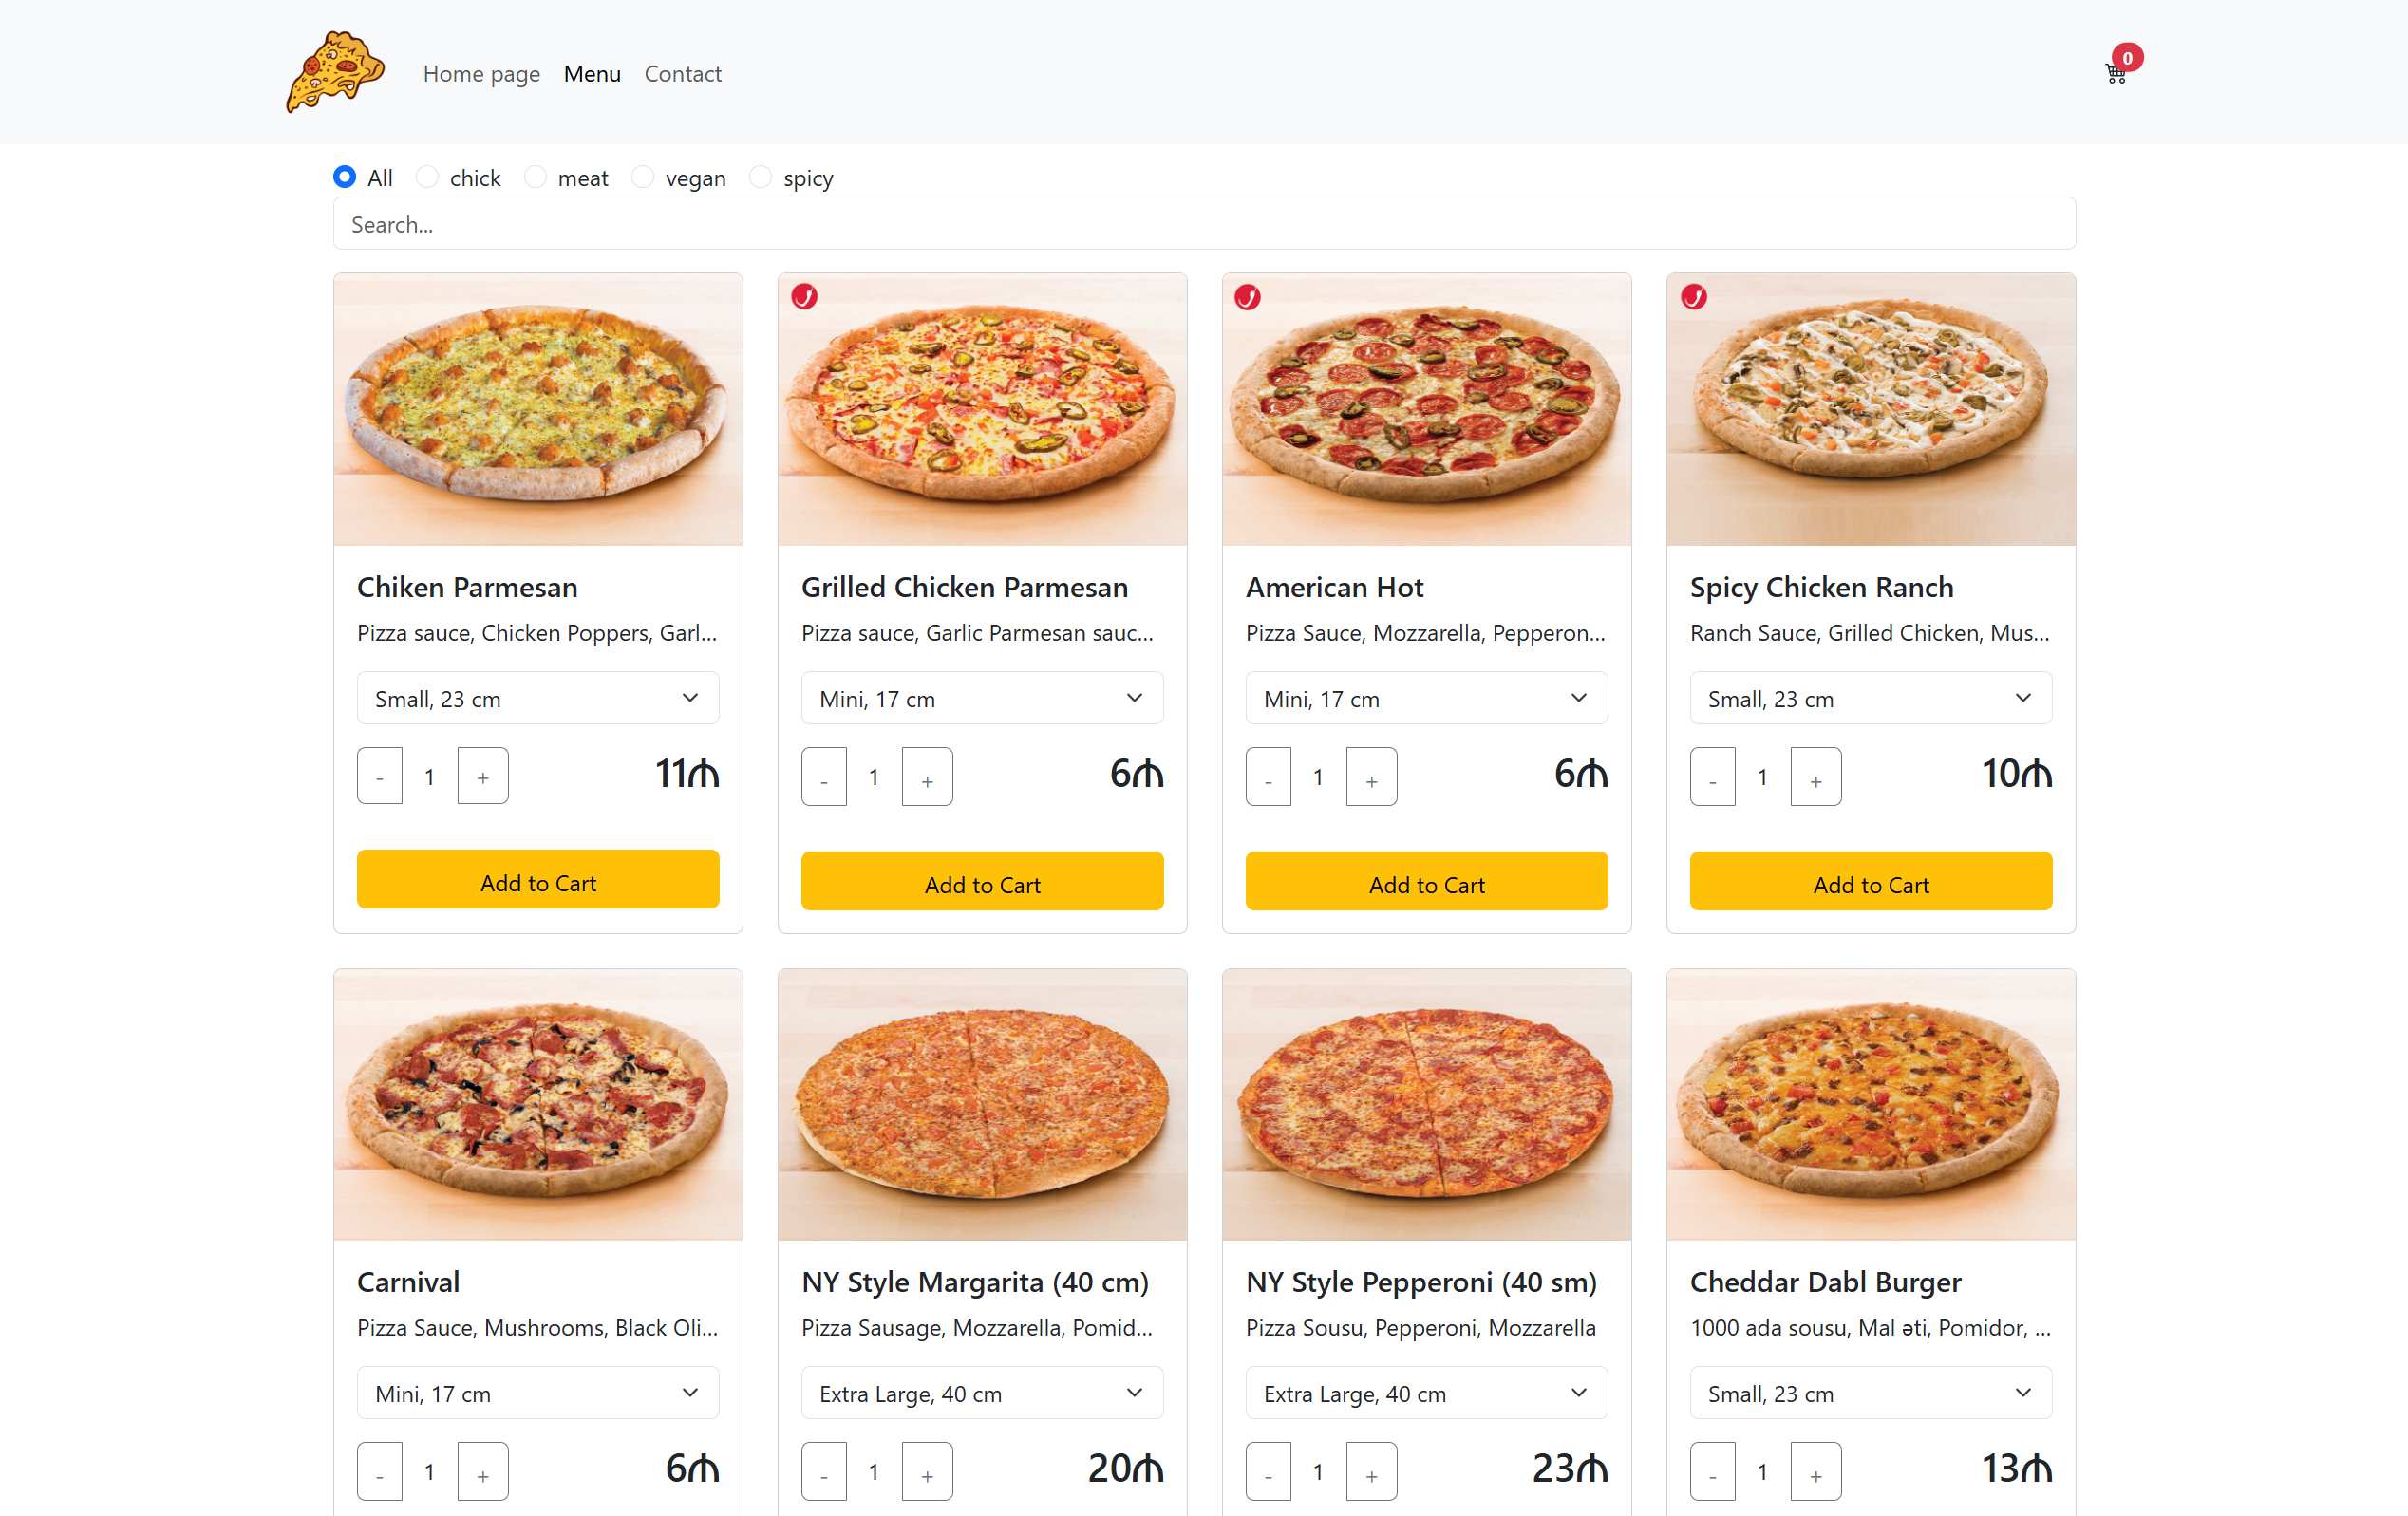 Home page Menu Contact 0
All chick meat vegan spicy
Search...
Chiken Parmesan
Pizza sauce, Chicken Poppers, Garl...
Small, 23 cm
- 1 + 11₼
Add to Cart
Grilled Chicken Parmesan
Pizza sauce, Garlic Parmesan sauc...
Mini, 17 cm
- 1 + 6₼
Add to Cart
American Hot
Pizza Sauce, Mozzarella, Pepperon...
Mini, 17 cm
- 1 + 6₼
Add to Cart
Spicy Chicken Ranch
Ranch Sauce, Grilled Chicken, Mus...
Small, 23 cm
- 1 + 10₼
Add to Cart
Carnival
Pizza Sauce, Mushrooms, Black Oli...
Mini, 17 cm
- 1 + 6₼
NY Style Margarita (40 cm)
Pizza Sausage, Mozzarella, Pomid...
Extra Large, 40 cm
- 1 + 20₼
NY Style Pepperoni (40 sm)
Pizza Sousu, Pepperoni, Mozzarella
Extra Large, 40 cm
- 1 + 23₼
Cheddar Dabl Burger
1000 ada sousu, Mal əti, Pomidor, ...
Small, 23 cm
- 1 + 13₼